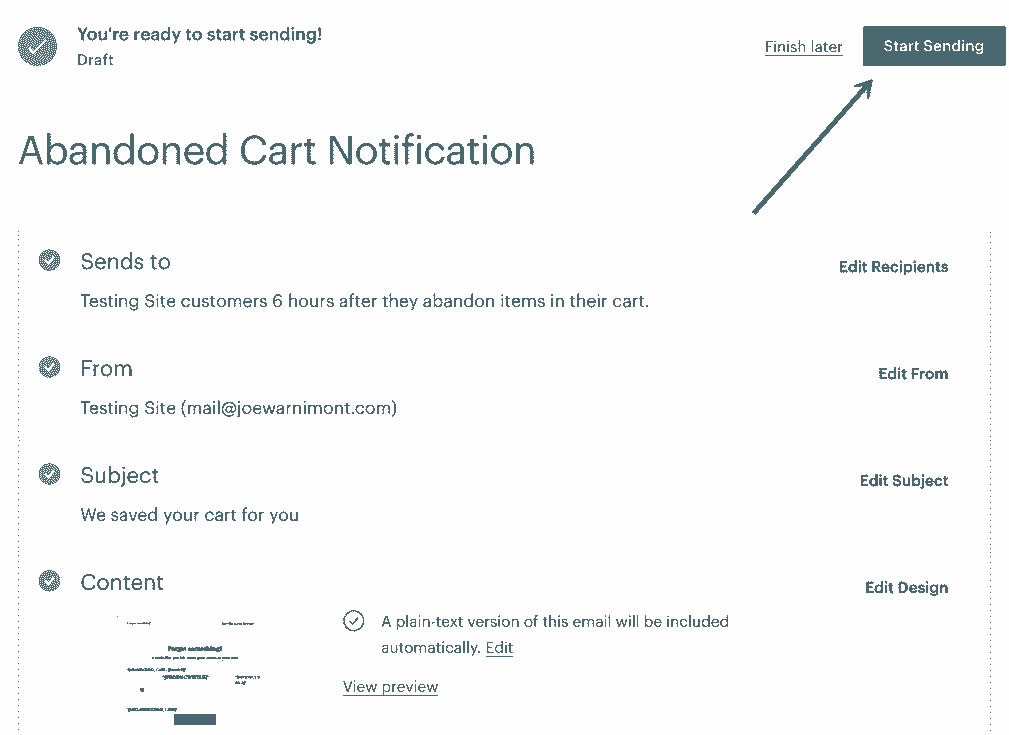 You're ready to start sending!
Draft
Finish later
Start Sending
Abandoned Cart Notification
Sends to
Edit Recipients
Testing Site customers 6 hours after they abandon items in their cart.
From
Edit From
Testing Site (mail@joewarnimont.com)
Subject
Edit Subject
We saved your cart for you
Content
Edit Design
A plain-text version of this email will be included
automatically. Edit
View preview
Forgot something?